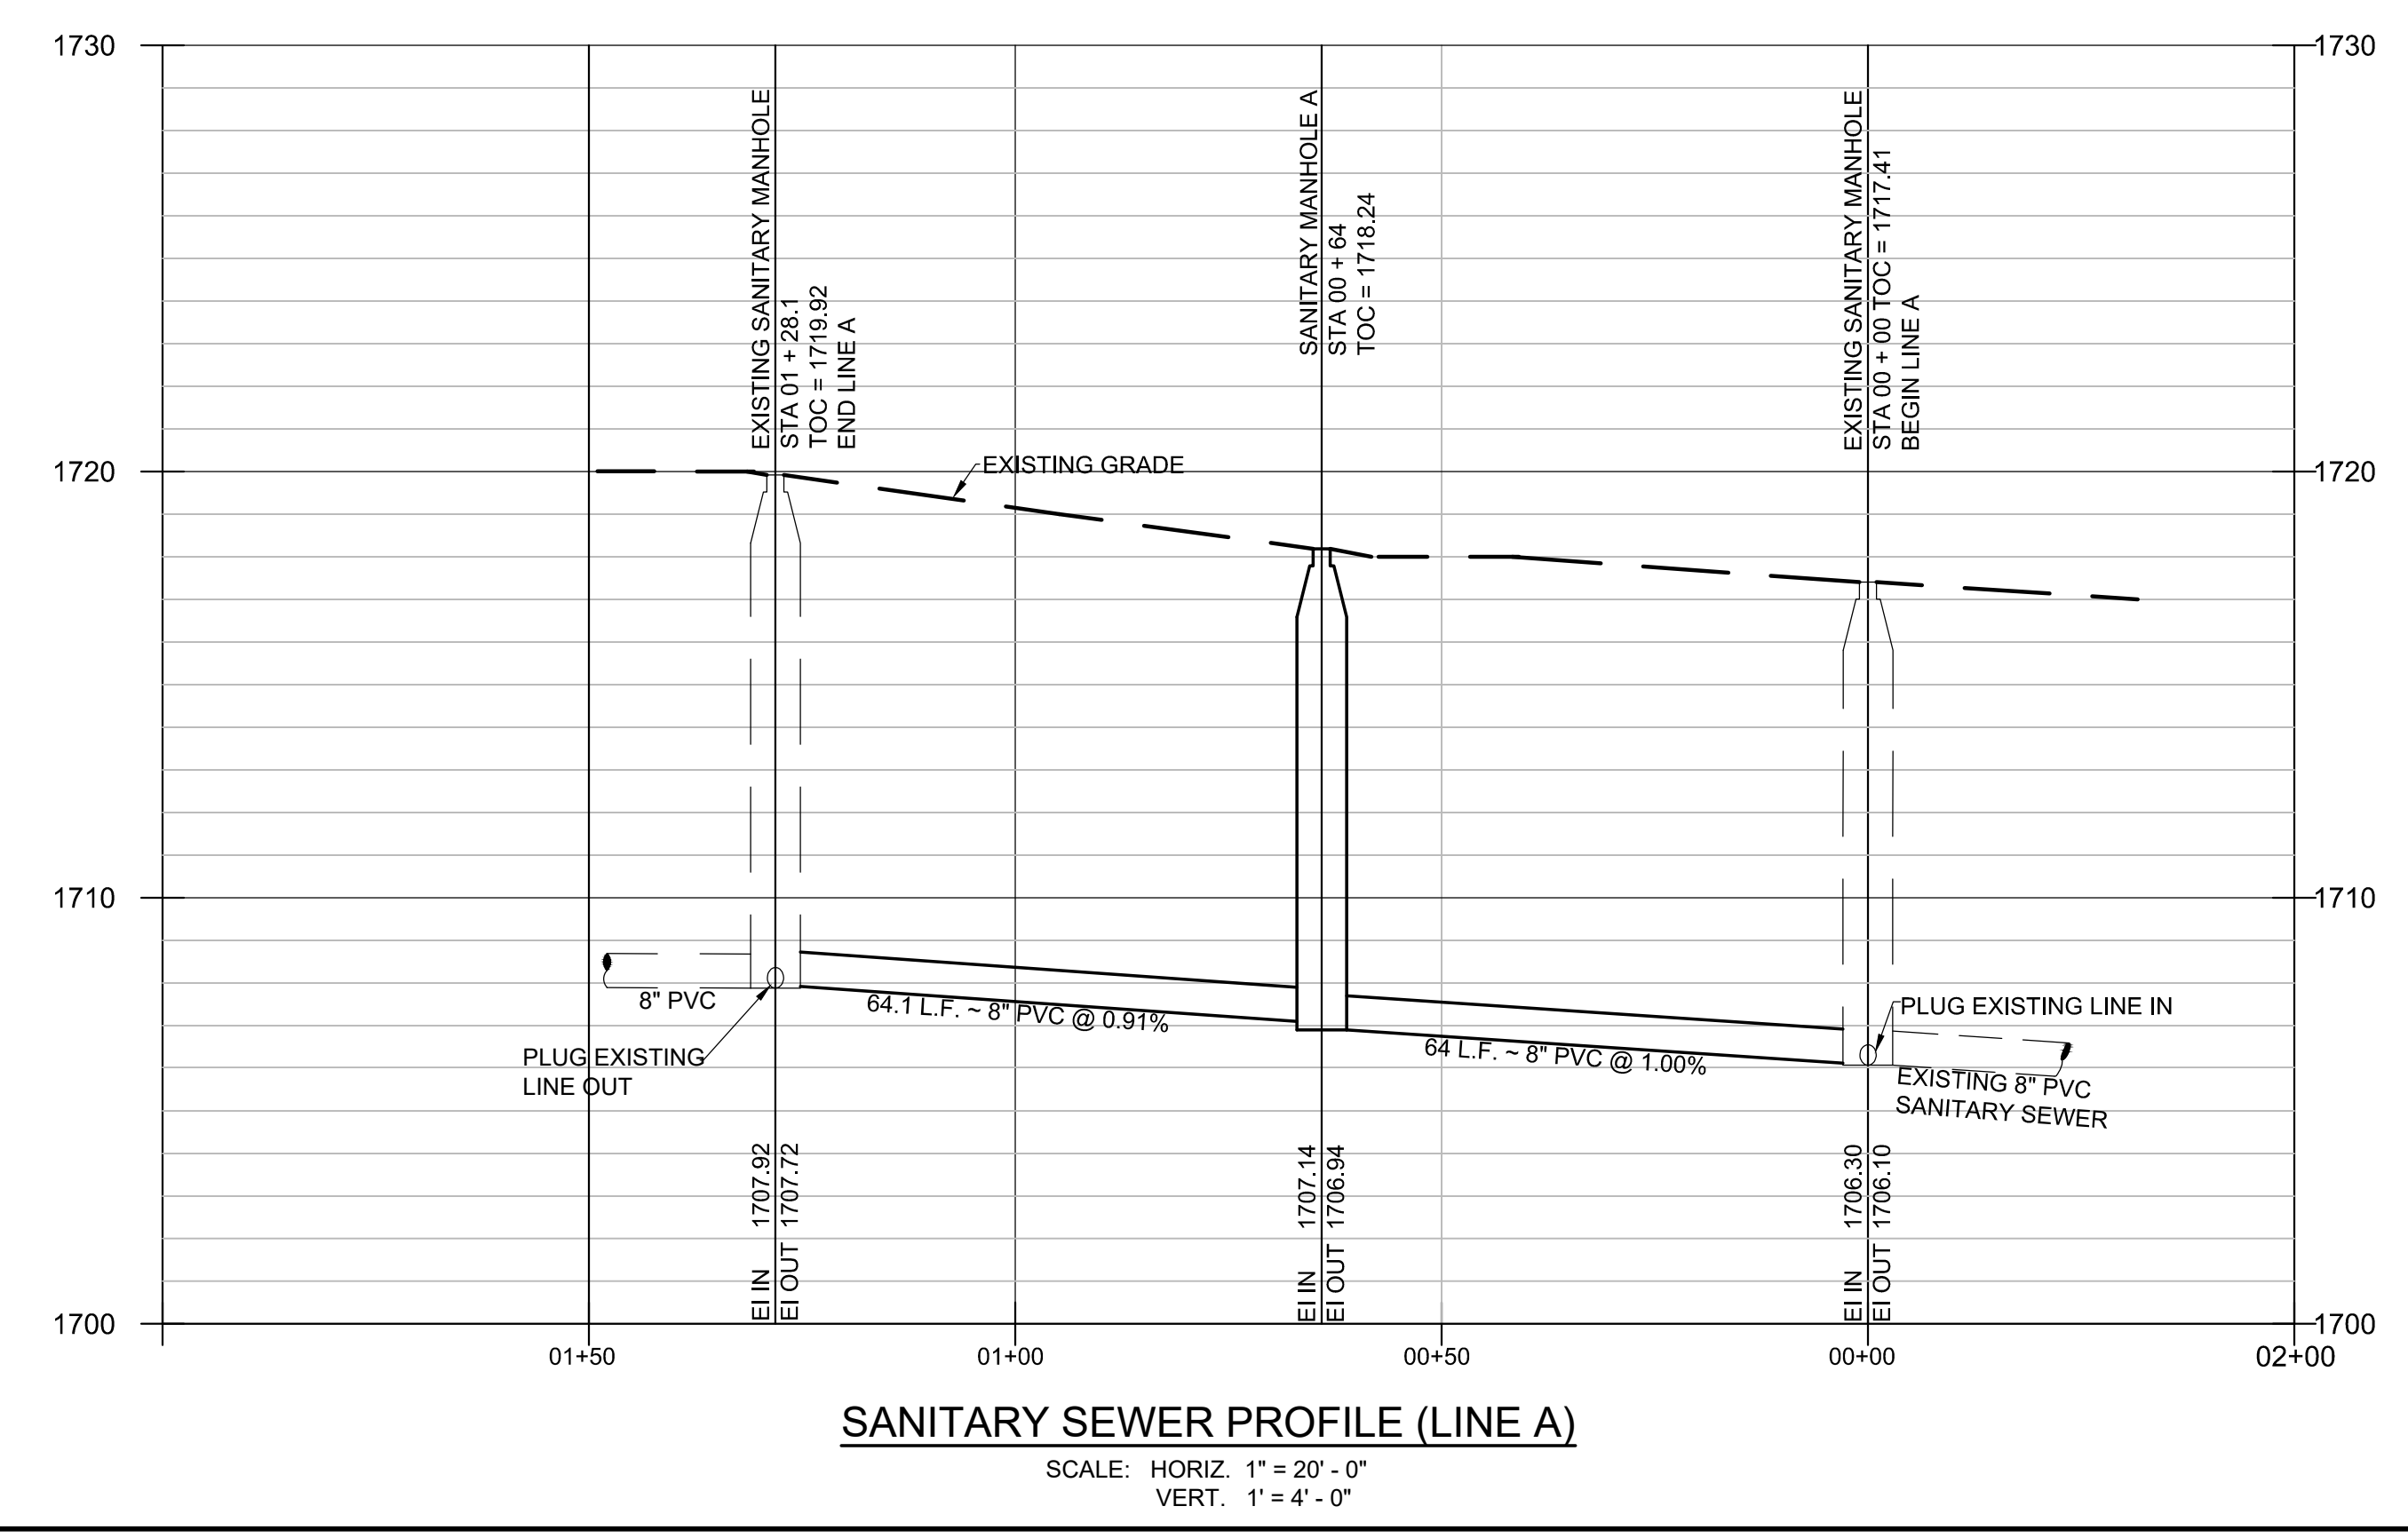 1730
1730
EXISTING SANITARY MANHOLE
STA 01 + 28.1
TOC = 1719.92
END LINE A
SANITARY MANHOLE A
STA 00 + 64
TOC = 1718.24
EXISTING SANITARY MANHOLE
STA 00 + 00 TOC = 1717.41
BEGIN LINE A
1720
EXISTING GRADE
1720
1710
1710
8" PVC
64.1 L.F. ~ 8" PVC @ 0.91%
PLUG EXISTING
LINE OUT
64 L.F. ~ 8" PVC @ 1.00%
PLUG EXISTING LINE IN
EXISTING 8" PVC
SANITARY SEWER
EI IN 1707.92
EI OUT 1707.72
EI IN 1707.14
EI OUT 1706.94
EI IN 1706.30
EI OUT 1706.10
1700
1700
01+50
01+00
00+50
00+00
02+00
SANITARY SEWER PROFILE (LINE A)
SCALE: HORIZ. 1" = 20' - 0"
VERT. 1' = 4' - 0"